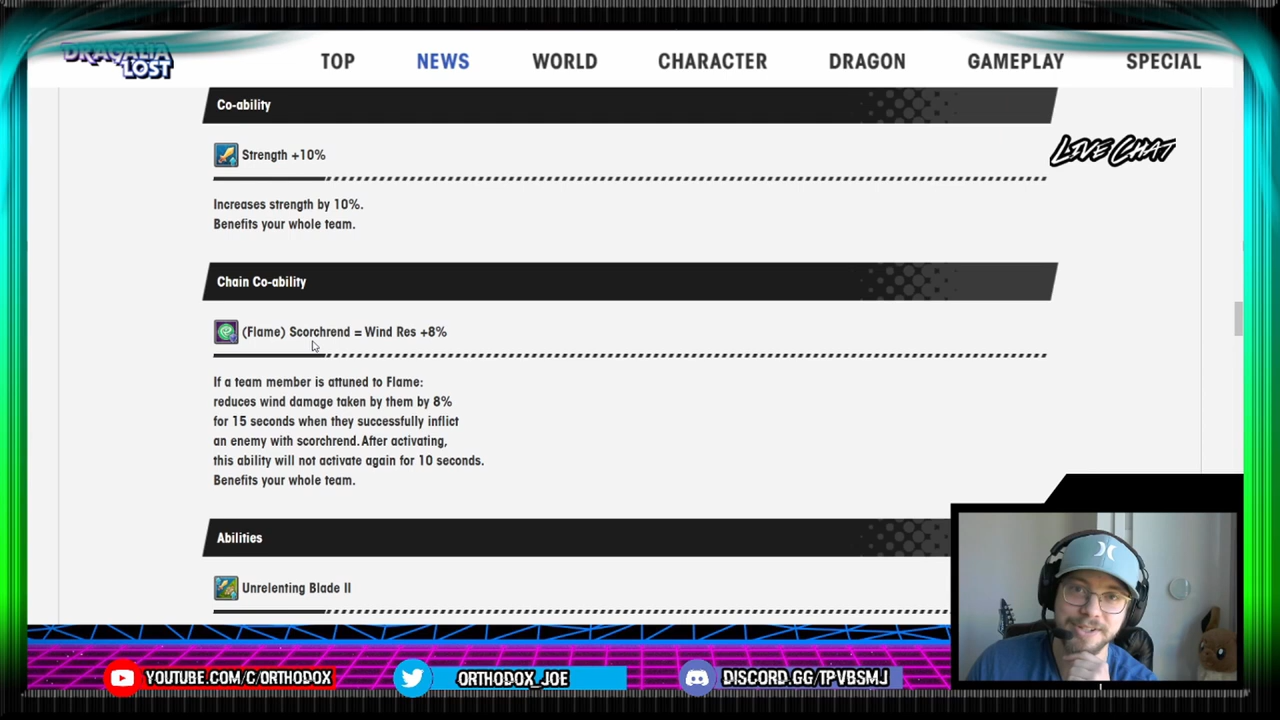 DRAGALIA
LOST
TOP NEWS WORLD CHARACTER DRAGON GAMEPLAY SPECIAL
Co-ability
LIVE CHAT
Strength +10%
Increases strength by 10%.
Benefits your whole team.
Chain Co-ability
(Flame) Scorchrend = Wind Res +8%
If a team member is attuned to Flame:
reduces wind damage taken by them by 8%
for 15 seconds when they successfully inflict
an enemy with scorchrend. After activating,
this ability will not activate again for 10 seconds.
Benefits your whole team.
Abilities
Unrelenting Blade II
YOUTUBE.COM/C/ORTHODOX ORTHODOX_JOE DISCORD.GG/TPVBSMJ